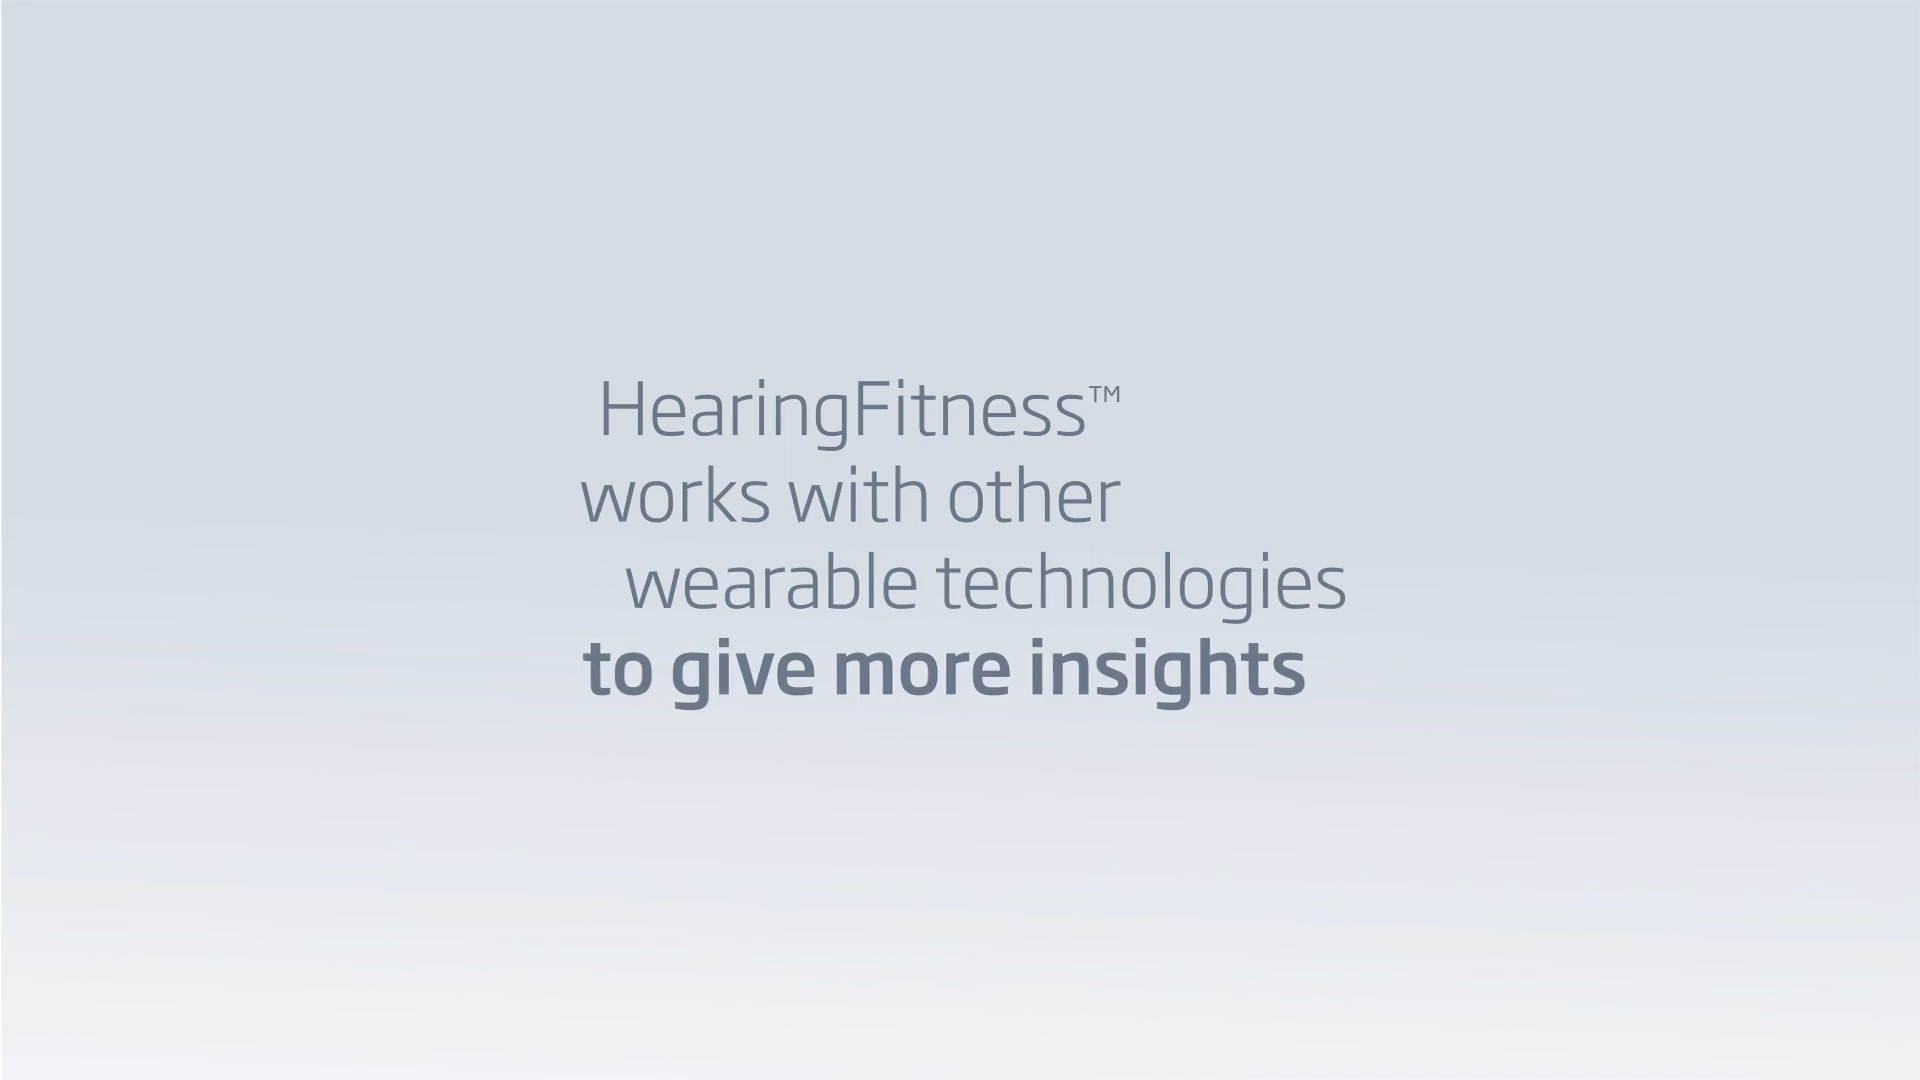 HearingFitness™
works with other
wearable technologies
to give more insights